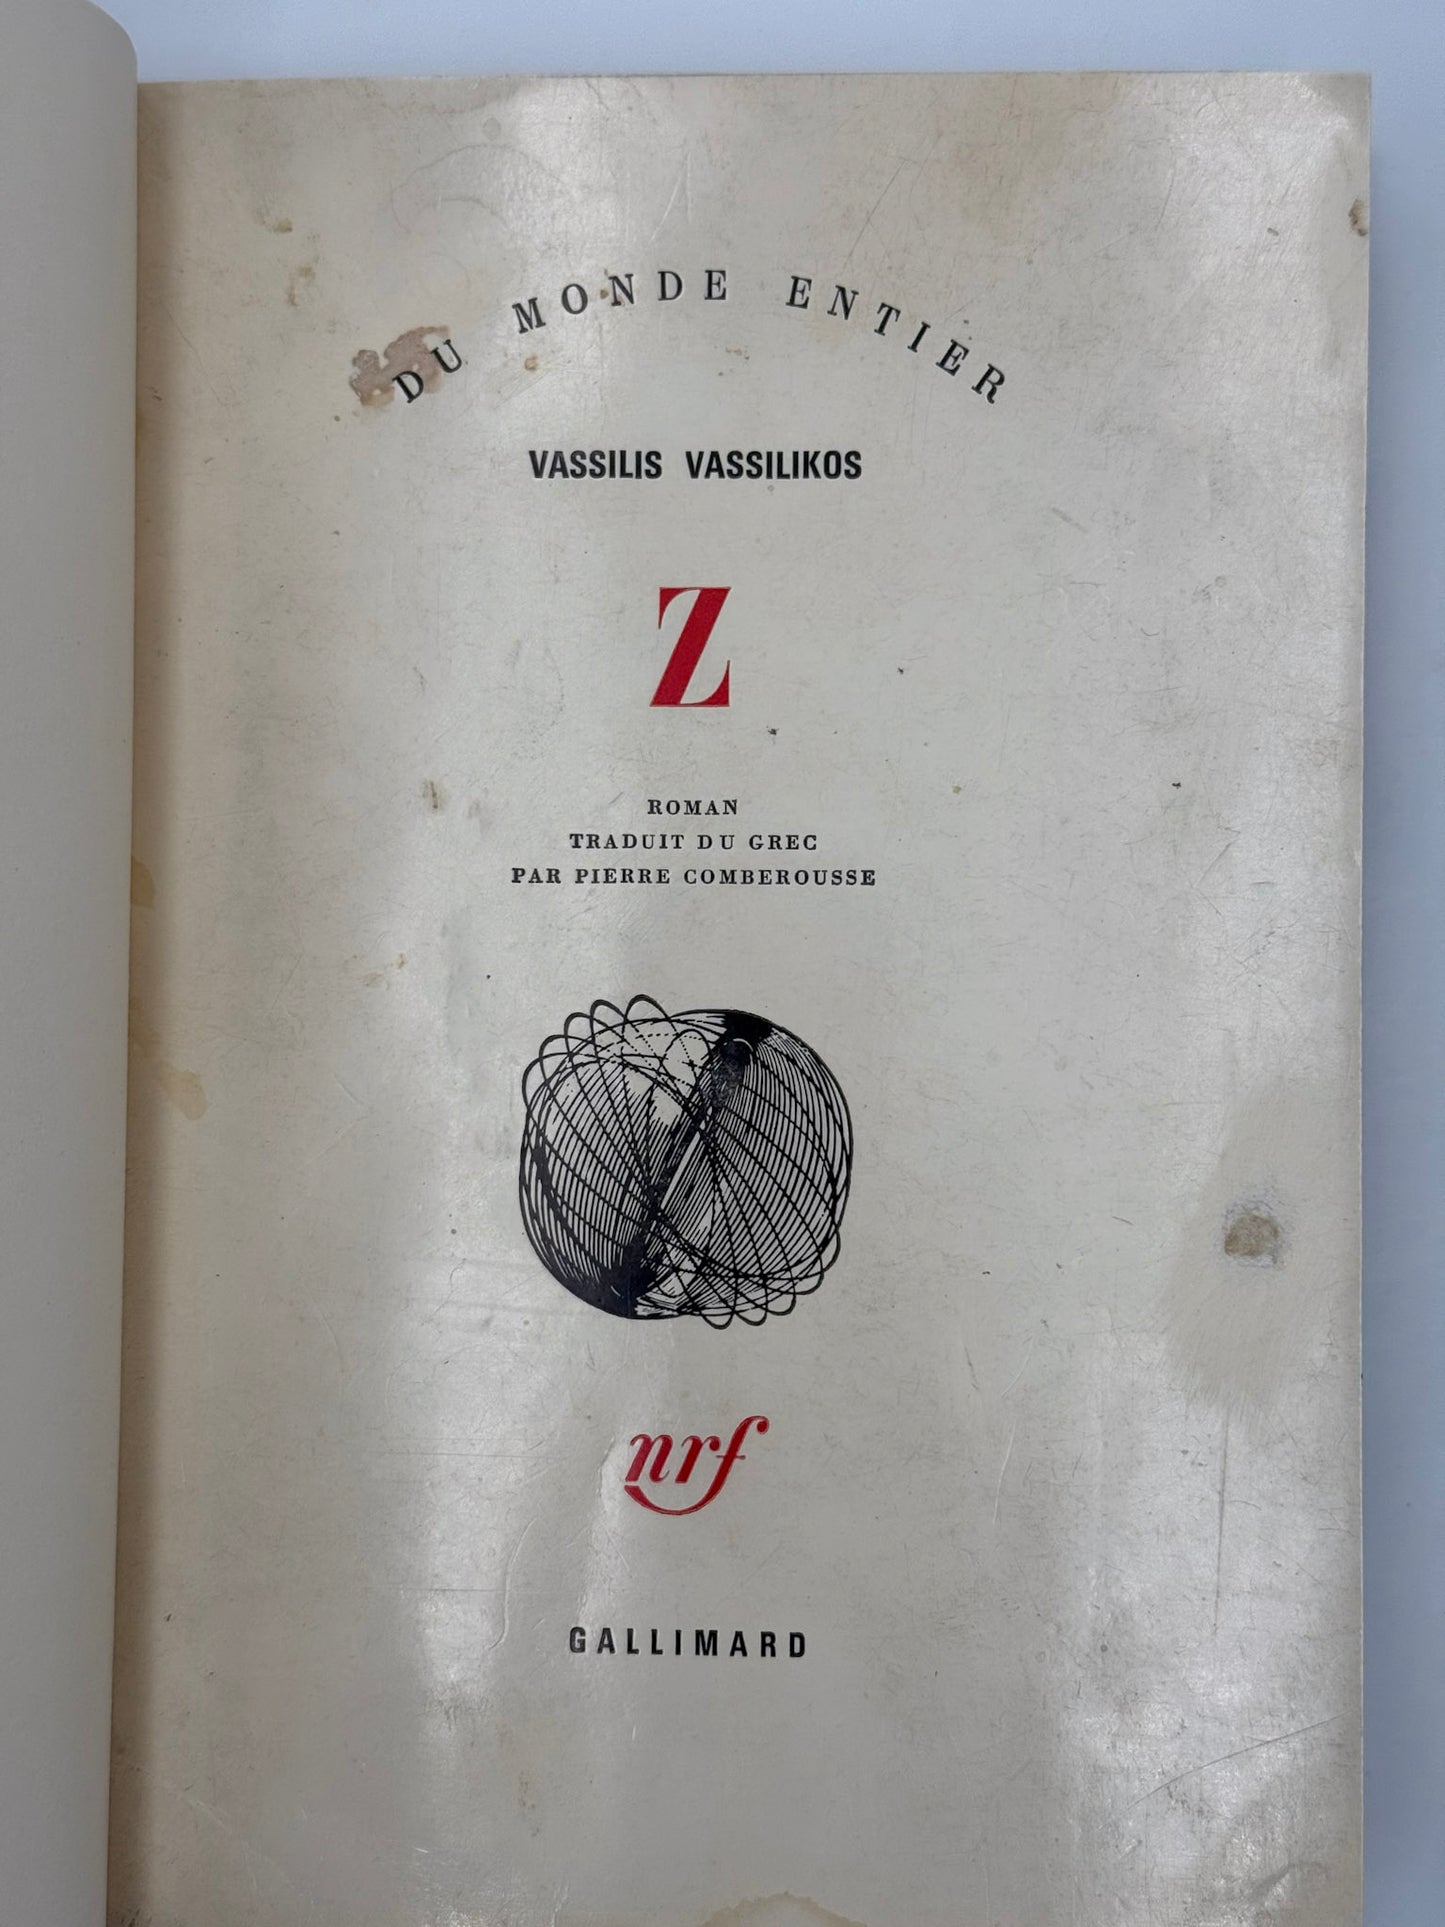 DU MONDE ENTIER
VASSILIS VASSILIKOS
Z
ROMAN
TRADUIT DU GREC
PAR PIERRE COMBEROUSSE
nrf
GALLIMARD